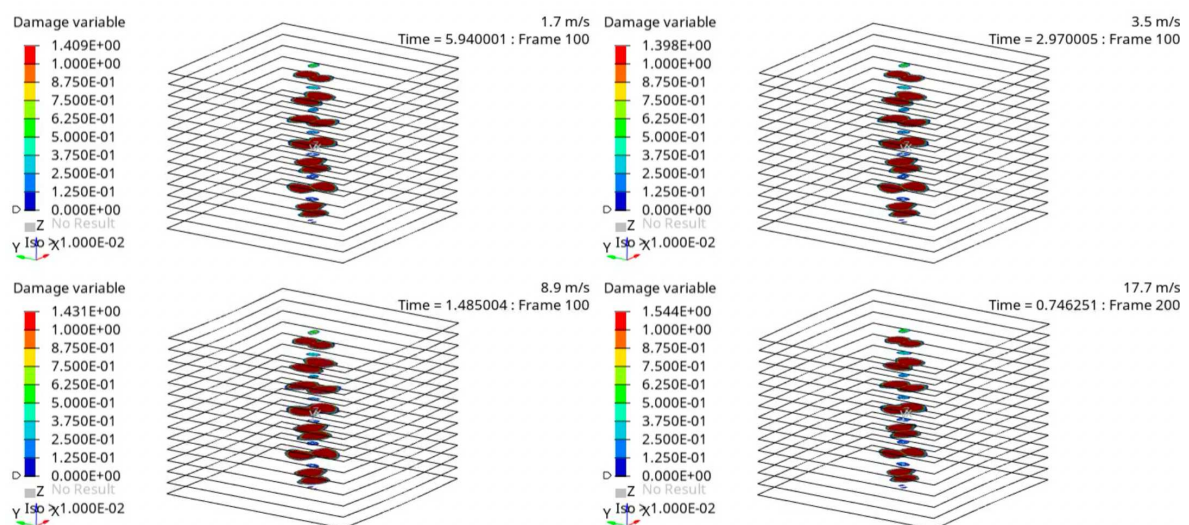 Damage variable
1.7 m/s
Time = 5.940001 : Frame 100
1.409E+00
1.000E+00
8.750E-01
7.500E-01
6.250E-01
5.000E-01
3.750E-01
2.500E-01
1.250E-01
0.000E+00
No Result
Z
Y
X
Iso >1.000E-02
Damage variable
3.5 m/s
Time = 2.970005 : Frame 100
1.398E+00
1.000E+00
8.750E-01
7.500E-01
6.250E-01
5.000E-01
3.750E-01
2.500E-01
1.250E-01
0.000E+00
No Result
Z
Y
X
Iso >1.000E-02
Damage variable
8.9 m/s
Time = 1.485004 : Frame 100
1.431E+00
1.000E+00
8.750E-01
7.500E-01
6.250E-01
5.000E-01
3.750E-01
2.500E-01
1.250E-01
0.000E+00
No Result
Z
Y
X
Iso >1.000E-02
Damage variable
17.7 m/s
Time = 0.746251 : Frame 200
1.544E+00
1.000E+00
8.750E-01
7.500E-01
6.250E-01
5.000E-01
3.750E-01
2.500E-01
1.250E-01
0.000E+00
No Result
Z
Y
X
Iso >1.000E-02